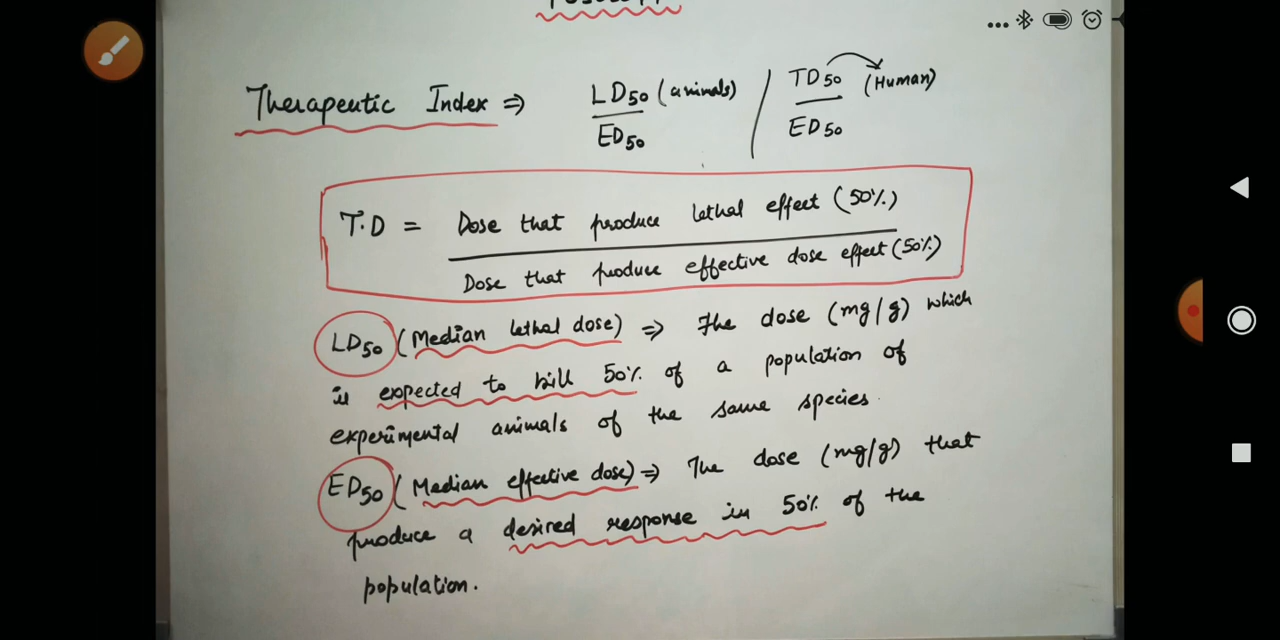 Therapeutic Index ⇒ LD50 (animals) / TD50 (Human)
ED50 ED50
T.D = Dose that produce lethal effect (50%)
Dose that produce effective dose effect (50%)
LD50 (Median lethal dose) ⇒ The dose (mg/g) which
is expected to kill 50% of a population of
experimental animals of the same species.
ED50 (Median effective dose) ⇒ The dose (mg/g) that
produce a desired response in 50% of the
population.